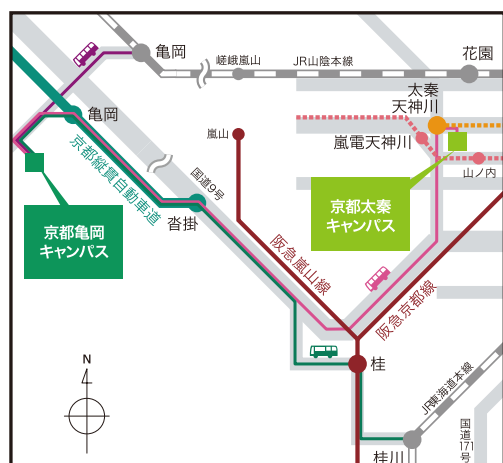 亀岡
嵯峨嵐山
JR山陰本線
花園
太秦
天神川
亀岡
京都縦貫自動車道
嵐山
国道9号
嵐電天神川
山ノ内
京都亀岡
キャンパス
京都太秦
キャンパス
沓掛
阪急嵐山線
阪急京都線
N
桂
JR東海道本線
桂川
国道171号